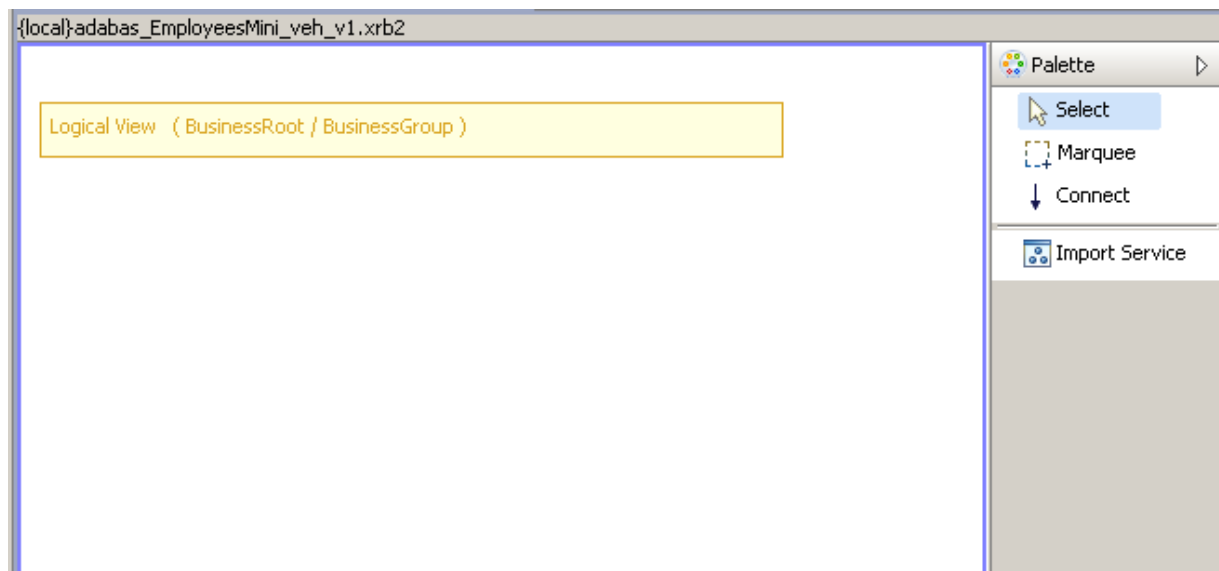 {local}adabas_EmployeesMini_veh_v1.xrb2
Palette
Select
Logical View ( BusinessRoot / BusinessGroup )
Marquee
Connect
Import Service